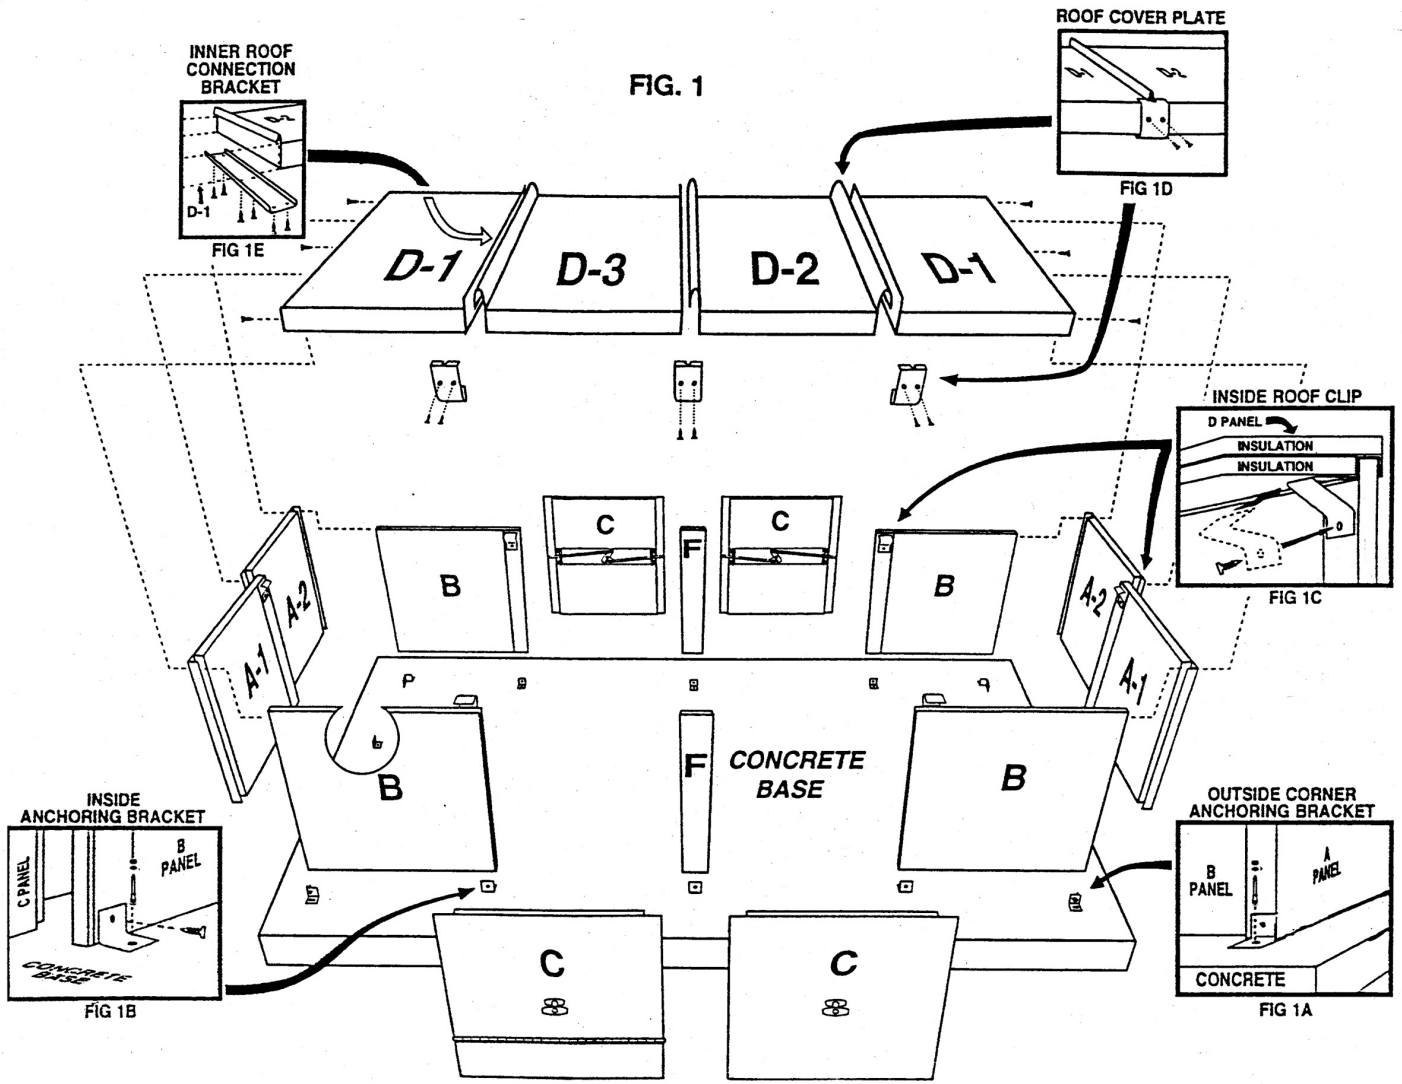 FIG. 1
ROOF COVER PLATE
D-1
D-2
FIG 1D
INNER ROOF
CONNECTION
BRACKET
D-2
D-1
FIG 1E
D-1
D-3
D-2
D-1
INSIDE ROOF CLIP
D PANEL
INSULATION
INSULATION
FIG 1C
C
C
F
B
B
A-2
A-1
A-2
A-1
B
F
CONCRETE
BASE
B
INSIDE
ANCHORING BRACKET
C PANEL
B
PANEL
CONCRETE
BASE
FIG 1B
OUTSIDE CORNER
ANCHORING BRACKET
B
PANEL
A
PANEL
CONCRETE
FIG 1A
C
C